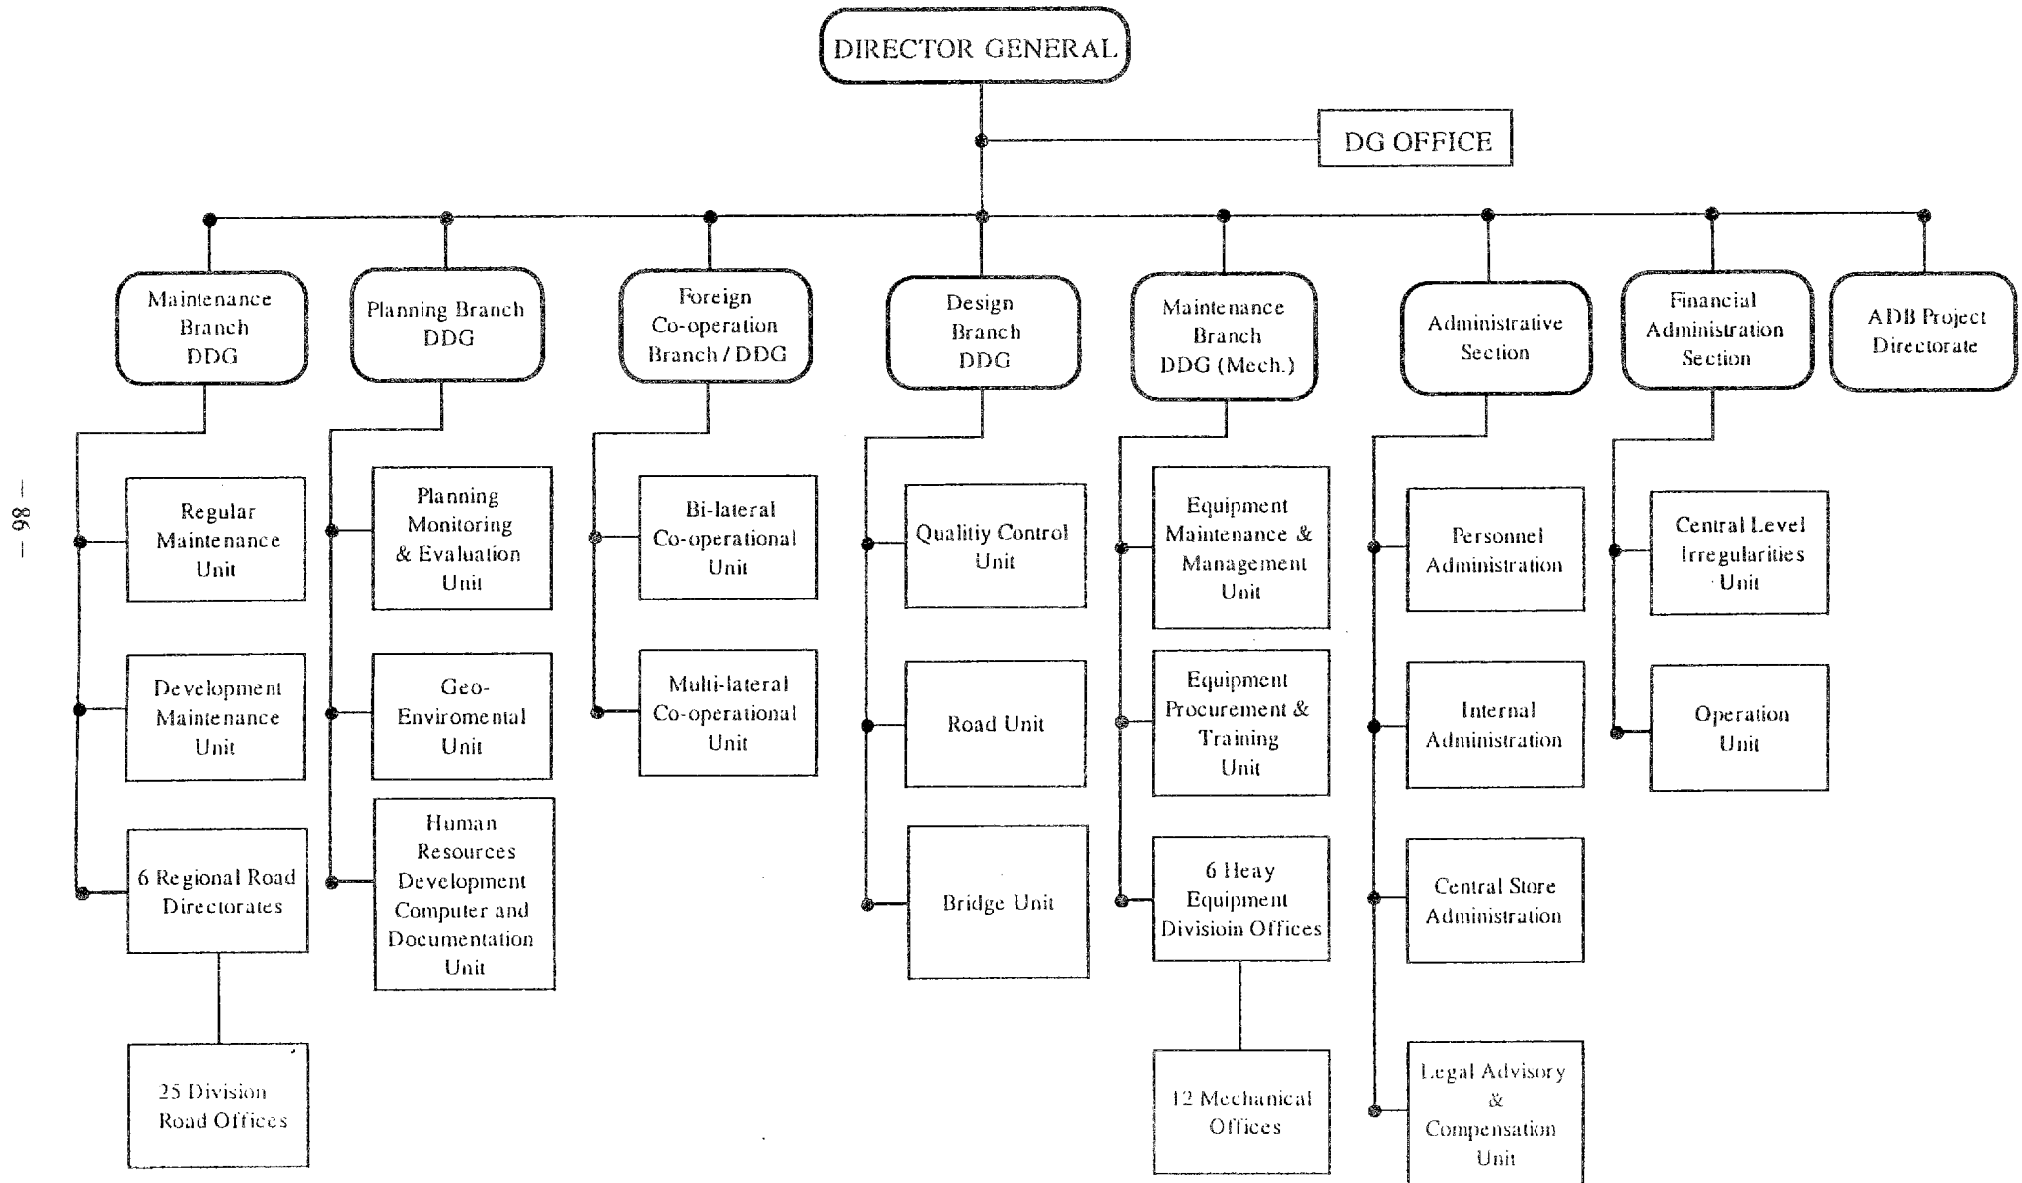 DIRECTOR GENERAL
DG OFFICE
Maintenance
Branch
DDG
Planning Branch
DDG
Foreign
Co-operation
Branch / DDG
Design
Branch
DDG
Maintenance
Branch
DDG (Mech.)
Administrative
Section
Financial
Administration
Section
ADB Project
Directorate
Regular
Maintenance
Unit
Development
Maintenance
Unit
6 Regional Road
Directorates
25 Division
Road Offices
Planning
Monitoring
& Evaluation
Unit
Geo-
Enviromental
Unit
Human
Resources
Development
Computer and
Documentation
Unit
Bi-lateral
Co-operational
Unit
Multi-lateral
Co-operational
Unit
Qualitiy Control
Unit
Road Unit
Bridge Unit
Equipment
Maintenance &
Management
Unit
Equipment
Procurement &
Training
Unit
6 Heay
Equipment
Divisioin Offices
12 Mechanical
Offices
Personnel
Administration
Internal
Administration
Central Store
Administration
Legal Advisory
&
Compensation
Unit
Central Level
Irregularities
Unit
Operation
Unit
— 98 —